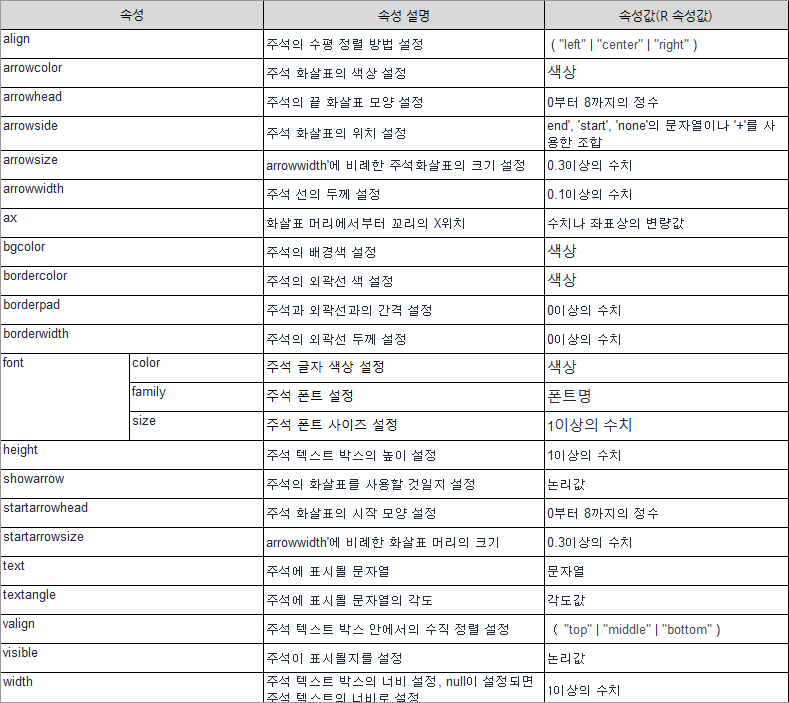 속성 속성 설명 속성값(R 속성값)
align 주석의 수평 정렬 방법 설정 ( "left" | "center" | "right" )
arrowcolor 주석 화살표의 색상 설정 색상
arrowhead 주석의 끝 화살표 모양 설정 0부터 8까지의 정수
arrowside 주석 화살표의 위치 설정 end', 'start', 'none'의 문자열이나 '+'를 사
용한 조합
arrowsize arrowwidth'에 비례한 주석화살표의 크기 설정 0.3이상의 수치
arrowwidth 주석 선의 두께 설정 0.1이상의 수치
ax 화살표 머리에서부터 꼬리의 X위치 수치나 좌표상의 변량값
bgcolor 주석의 배경색 설정 색상
bordercolor 주석의 외곽선 색 설정 색상
borderpad 주석과 외곽선과의 간격 설정 0이상의 수치
borderwidth 주석의 외곽선 두께 설정 0이상의 수치
font color 주석 글자 색상 설정 색상
family 주석 폰트 설정 폰트명
size 주석 폰트 사이즈 설정 1이상의 수치
height 주석 텍스트 박스의 높이 설정 1이상의 수치
showarrow 주석의 화살표를 사용할 것일지 설정 논리값
startarrowhead 주석 화살표의 시작 모양 설정 0부터 8까지의 정수
startarrowsize arrowwidth'에 비례한 화살표 머리의 크기 0.3이상의 수치
text 주석에 표시될 문자열 문자열
textangle 주석에 표시될 문자열의 각도 각도값
valign 주석 텍스트 박스 안에서의 수직 정렬 설정 ( "top" | "middle" | "bottom" )
visible 주석이 표시될지를 설정 논리값
width 주석 텍스트 박스의 너비 설정, null이 설정되면 1이상의 수치
주석 텍스트의 너비로 설정